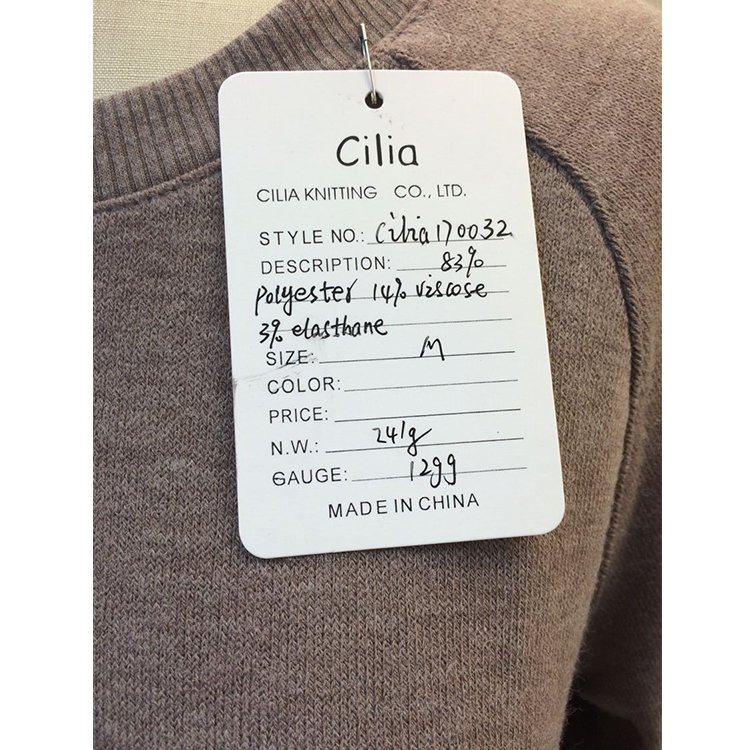 Cilia
CILIA KNITTING CO., LTD.
STYLE NO.: Cilia170032
DESCRIPTION: 83%
polyester 14% viscose
3% elasthane
SIZE: M
COLOR:
PRICE:
N.W.: 241g
GAUGE: 12gg
MADE IN CHINA